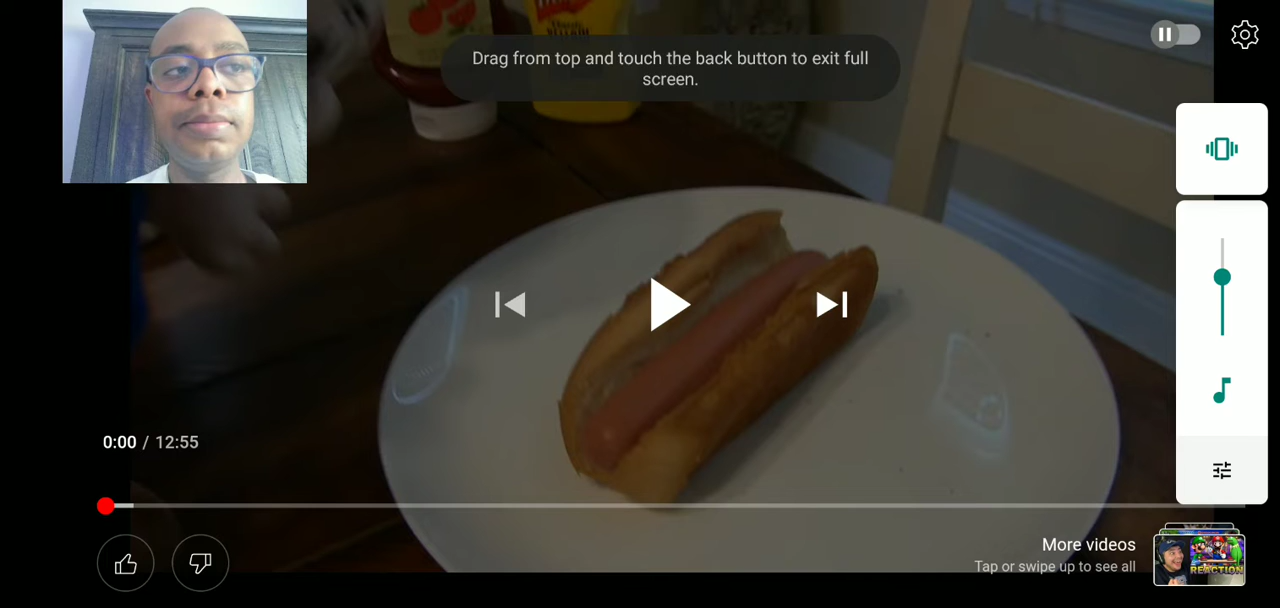 Drag from top and touch the back button to exit full
screen.
0:00 / 12:55
More videos
Tap or swipe up to see all
REACTION